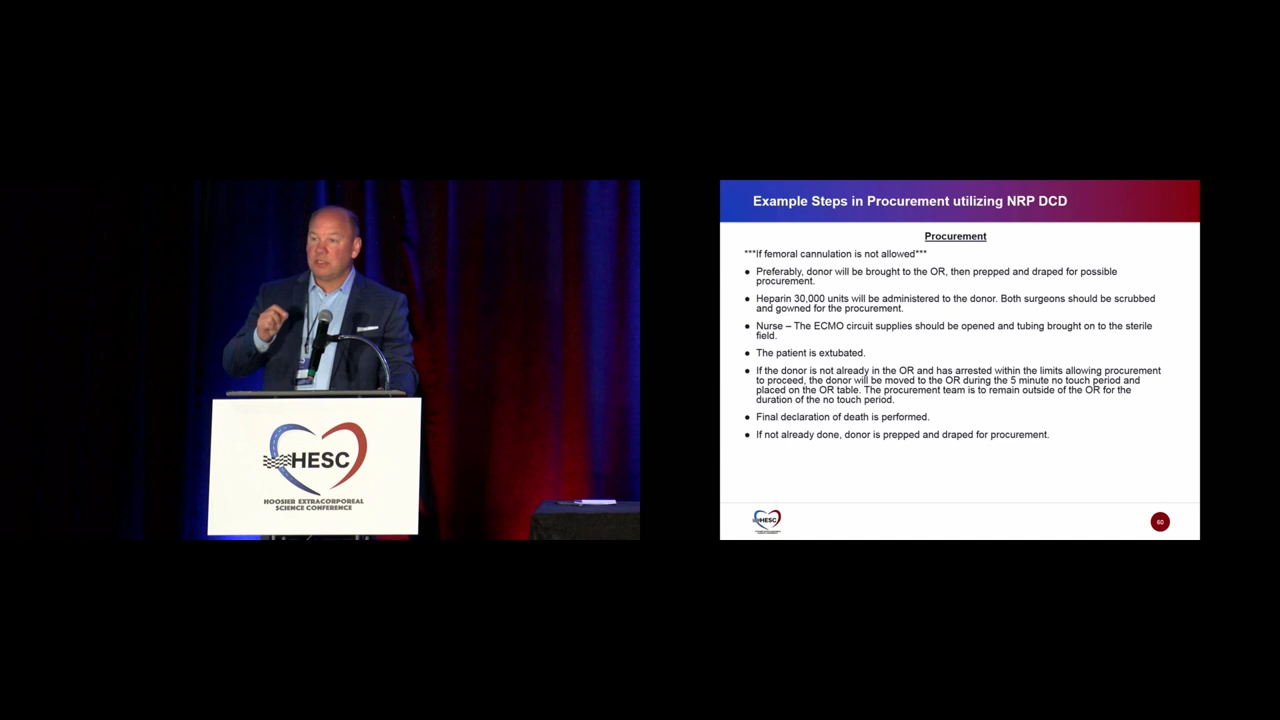 HESC
HOOSIER EXTRACORPOREAL
SCIENCE CONFERENCE
Example Steps in Procurement utilizing NRP DCD
Procurement
***If femoral cannulation is not allowed***
● Preferably, donor will be brought to the OR, then prepped and draped for possible
procurement.
● Heparin 30,000 units will be administered to the donor. Both surgeons should be scrubbed
and gowned for the procurement.
● Nurse – The ECMO circuit supplies should be opened and tubing brought on to the sterile
field.
● The patient is extubated.
● If the donor is not already in the OR and has arrested within the limits allowing procurement
to proceed, the donor will be moved to the OR during the 5 minute no touch period and
placed on the OR table. The procurement team is to remain outside of the OR for the
duration of the no touch period.
● Final declaration of death is performed.
● If not already done, donor is prepped and draped for procurement.
HESC
60